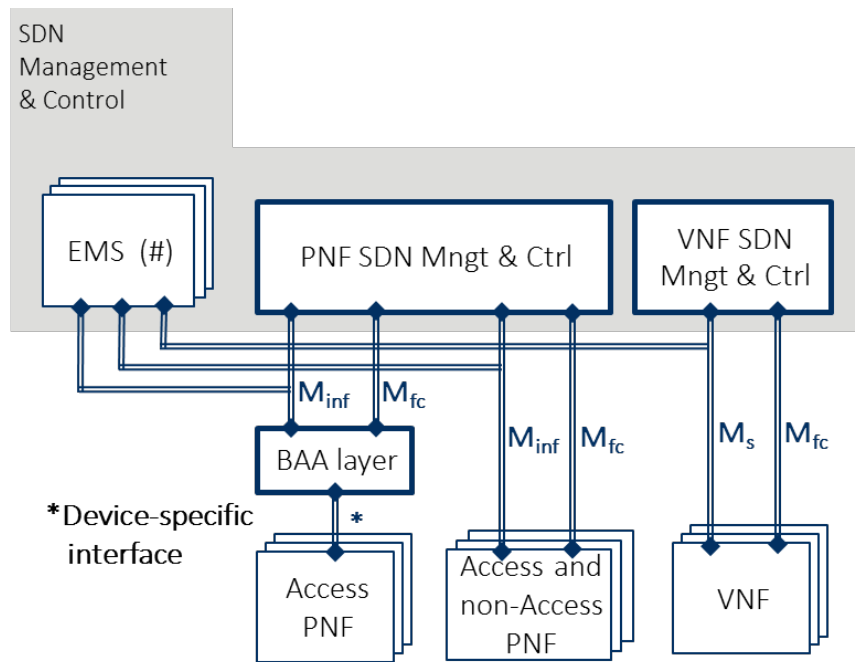 SDN
Management
& Control
EMS (#)
PNF SDN Mngt & Ctrl
VNF SDN
Mngt & Ctrl
Minf
Mfc
Minf
Mfc
Ms
Mfc
BAA layer
*Device-specific
interface
*
Access
PNF
Access and
non-Access
PNF
VNF